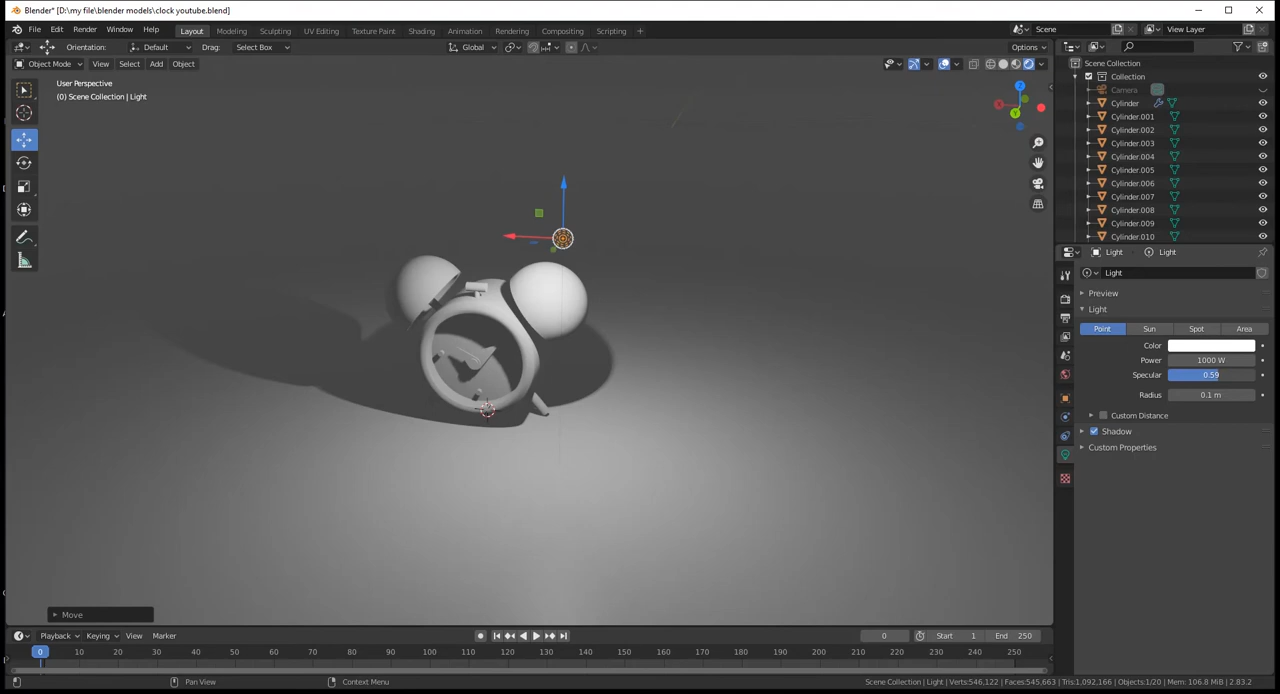 Blender* [D:\my file\blender models\clock youtube.blend]
File Edit Render Window Help Layout Modeling Sculpting UV Editing Texture Paint Shading Layout Animation Rendering Compositing Scripting + Scene View Layer
Orientation: Default Drag: Select Box Global Options
Object Mode View Select Add Object
User Perspective
(0) Scene Collection | Light
Z
Y
Scene Collection
Collection
Camera
Cylinder
Cylinder.001
Cylinder.002
Cylinder.003
Cylinder.004
Cylinder.005
Cylinder.006
Cylinder.007
Cylinder.008
Cylinder.009
Cylinder.010
Light Light
Light
Preview
Light
Point Sun Spot Area
Color
Power 1000 W
Specular 0.59
Radius 0.1 m
Custom Distance
Shadow
Custom Properties
Move
Playback Keying View Marker 0 Start 1 End 250
0 10 20 30 40 50 60 70 80 90 100 110 120 130 140 150 160 170 180 190 200 210 220 230 240 250
Pan View Context Menu Scene Collection | Light | Verts:546,122 | Faces:545,663 | Tris:1,092,166 | Objects:1/20 | Mem: 106.8 MiB | 2.83.2